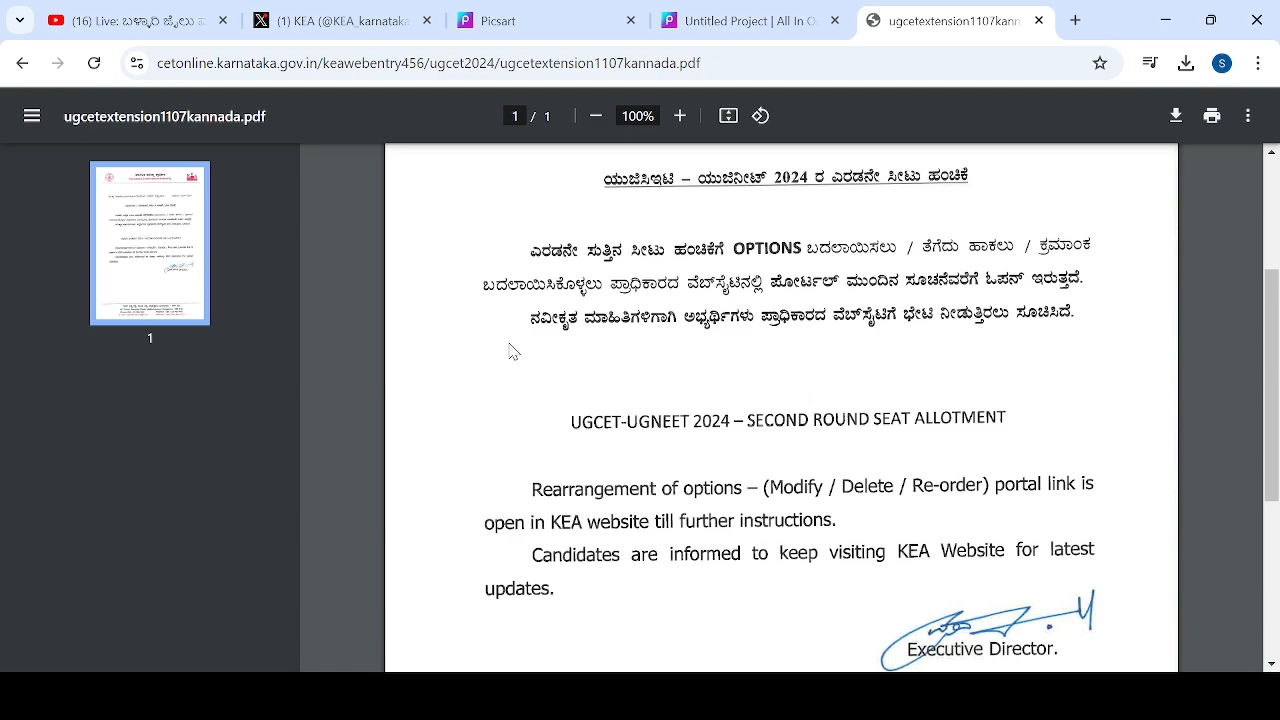 (16) Live: ಬಳ್ಳಾರಿ ಜೈಲು
(1) KEA (@KEA_karnataka
Picsart
Untitled Project | All In O
ugcetextension1107kann
cetonline.karnataka.gov.in/keawebentry456/ugcet2024/ugcetextension1107kannada.pdf
S
ugcetextension1107kannada.pdf
1 / 1
100%
1
ಯುಜಿಸಿಇಟಿ – ಯುಜಿನೀಟ್ 2024 ರ ಎರಡನೇ ಸೀಟು ಹಂಚಿಕೆ
ಎರಡನೇ ಸುತ್ತಿನ ಸೀಟು ಹಂಚಿಕೆಗೆ OPTIONS ಬದಲಾಯಿಸಲು / ತೆಗೆದು ಹಾಕಲು / ಕ್ರಮಾಂಕ
ಬದಲಾಯಿಸಿಕೊಳ್ಳಲು ಪ್ರಾಧಿಕಾರದ ವೆಬ್‌ಸೈಟಿನಲ್ಲಿ ಪೋರ್ಟಲ್ ಮುಂದಿನ ಸೂಚನೆವರೆಗೆ ಓಪನ್ ಇರುತ್ತದೆ.
ನವೀಕೃತ ಮಾಹಿತಿಗಳಿಗಾಗಿ ಅಭ್ಯರ್ಥಿಗಳು ಪ್ರಾಧಿಕಾರದ ವೆಬ್‌ಸೈಟಿಗೆ ಭೇಟಿ ನೀಡುತ್ತಿರಲು ಸೂಚಿಸಿದೆ.
UGCET-UGNEET 2024 – SECOND ROUND SEAT ALLOTMENT
Rearrangement of options – (Modify / Delete / Re-order) portal link is
open in KEA website till further instructions.
Candidates are informed to keep visiting KEA Website for latest
updates.
Executive Director.